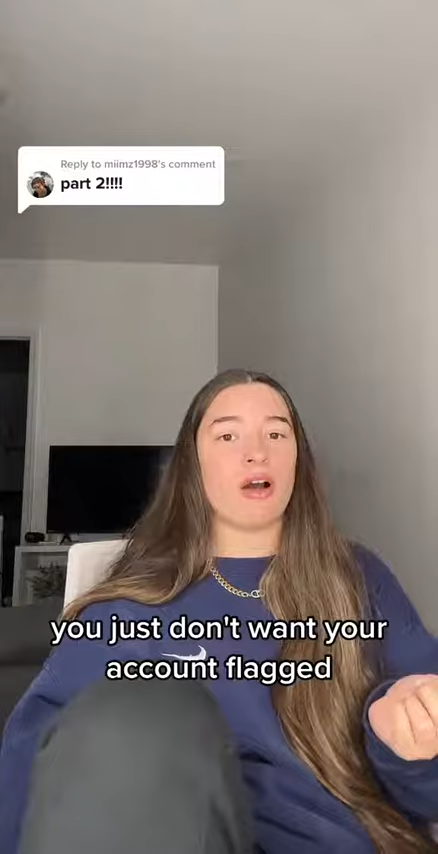 Reply to miimz1998's comment
part 2!!!!
you just don't want your
account flagged